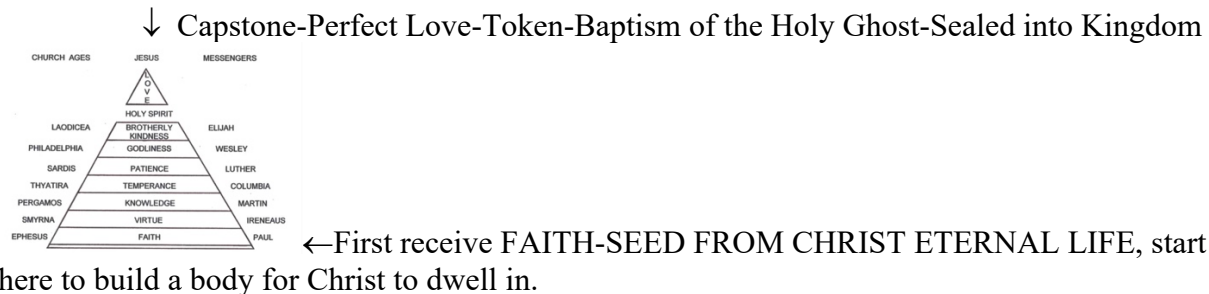 ↓ Capstone-Perfect Love-Token-Baptism of the Holy Ghost-Sealed into Kingdom
CHURCH AGES JESUS MESSENGERS
L
O
V
E
HOLY SPIRIT
LAODICEA BROTHERLY KINDNESS ELIJAH
PHILADELPHIA GODLINESS WESLEY
SARDIS PATIENCE LUTHER
THYATIRA TEMPERANCE COLUMBIA
PERGAMOS KNOWLEDGE MARTIN
SMYRNA VIRTUE IRENEAUS
EPHESUS FAITH PAUL
←First receive FAITH-SEED FROM CHRIST ETERNAL LIFE, start
here to build a body for Christ to dwell in.